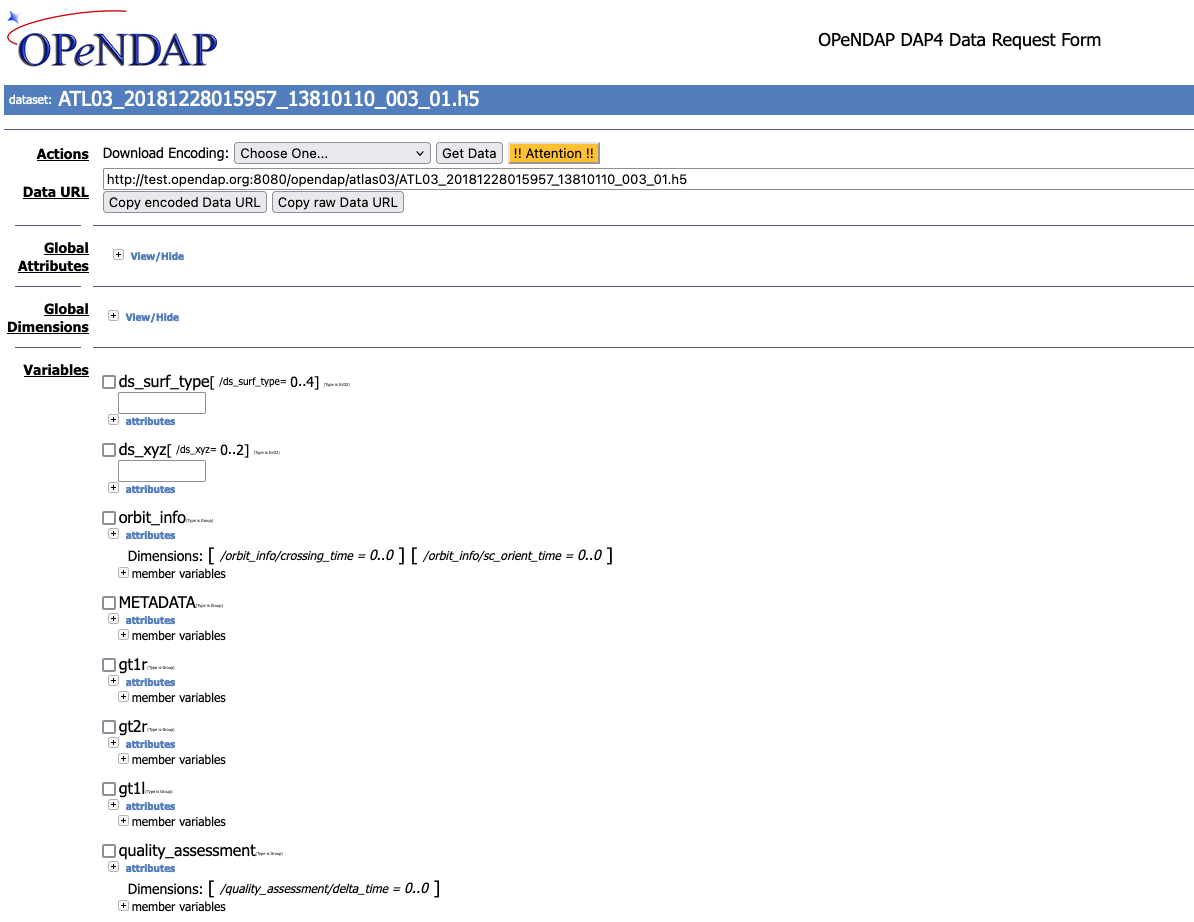 OPeNDAP
OPeNDAP DAP4 Data Request Form
dataset: ATL03_20181228015957_13810110_003_01.h5
Actions Download Encoding: Choose One... Get Data !! Attention !!
Data URL http://test.opendap.org:8080/opendap/atlas03/ATL03_20181228015957_13810110_003_01.h5
Copy encoded Data URL Copy raw Data URL
Global Attributes
View/Hide
Global Dimensions
View/Hide
Variables
ds_surf_type[ /ds_surf_type= 0..4] (Type is Int32)
attributes
ds_xyz[ /ds_xyz= 0..2] (Type is Int32)
attributes
orbit_info (Type is Group)
attributes
Dimensions: [ /orbit_info/crossing_time = 0..0 ] [ /orbit_info/sc_orient_time = 0..0 ]
member variables
METADATA (Type is Group)
attributes
member variables
gt1r (Type is Group)
attributes
member variables
gt2r (Type is Group)
attributes
member variables
gt1l (Type is Group)
attributes
member variables
quality_assessment (Type is Group)
attributes
Dimensions: [ /quality_assessment/delta_time = 0..0 ]
member variables